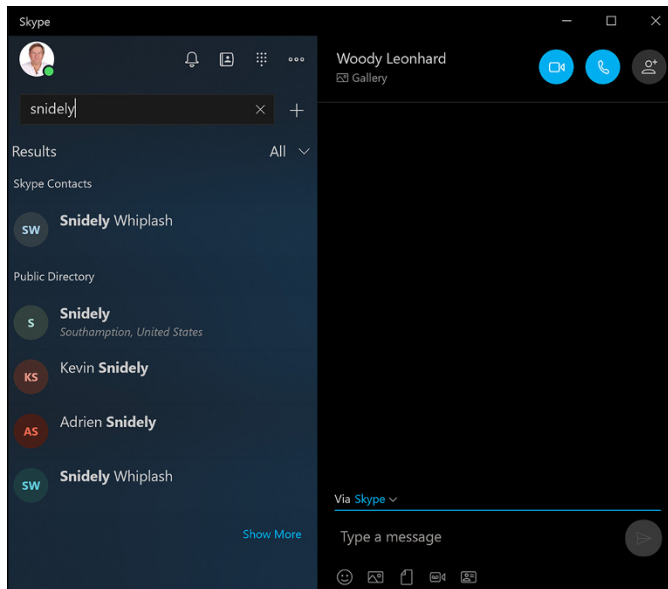 Skype
snidely
Results
All
Skype Contacts
SW
Snidely Whiplash
Public Directory
S
Snidely
Southampton, United States
KS
Kevin Snidely
AS
Adrien Snidely
SW
Snidely Whiplash
Show More
Woody Leonhard
Gallery
Via Skype
Type a message